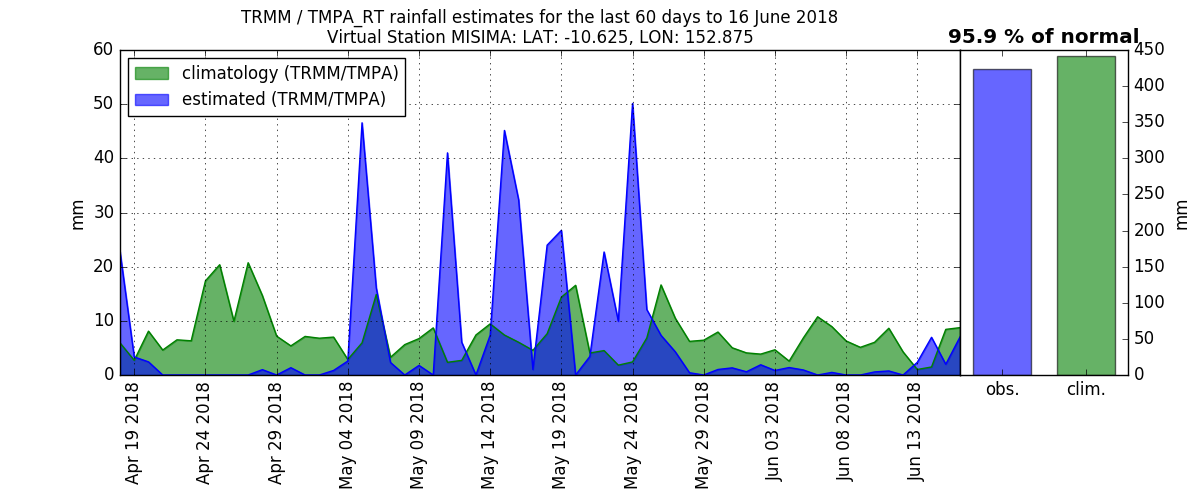 TRMM / TMPA_RT rainfall estimates for the last 60 days to 16 June 2018
Virtual Station MISIMA: LAT: -10.625, LON: 152.875
95.9 % of normal
climatology (TRMM/TMPA)
estimated (TRMM/TMPA)
60
50
40
30
20
10
0
mm
Apr 19 2018
Apr 24 2018
Apr 29 2018
May 04 2018
May 09 2018
May 14 2018
May 19 2018
May 24 2018
May 29 2018
Jun 03 2018
Jun 08 2018
Jun 13 2018
450
400
350
300
250
200
150
100
50
0
mm
obs.
clim.